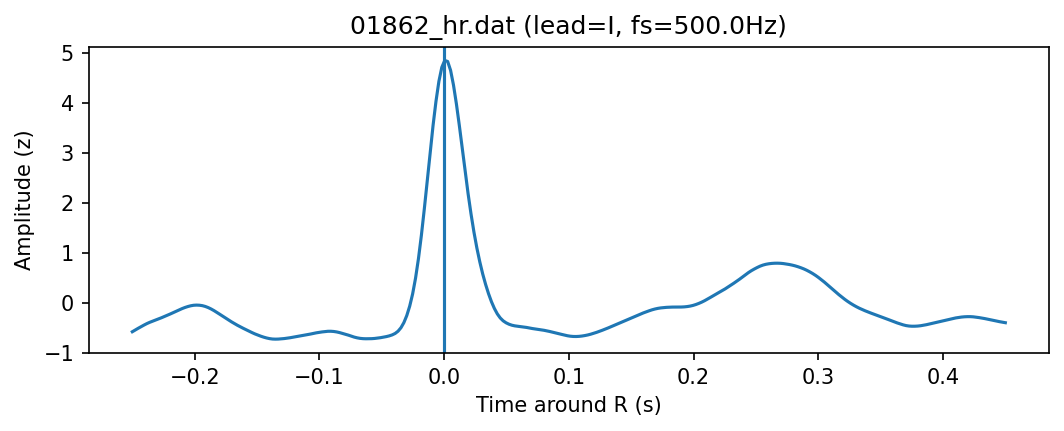 01862_hr.dat (lead=I, fs=500.0Hz)
Amplitude (z)
5
4
3
2
1
0
−1
−0.2 −0.1 0.0 0.1 0.2 0.3 0.4
Time around R (s)